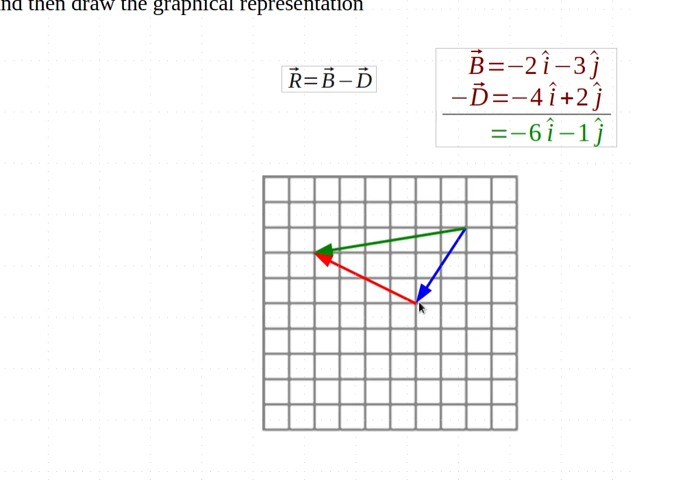 nd then draw the graphical representation
R⃗=B⃗−D⃗
B⃗=−2 î−3 ĵ
−D⃗=−4 î+2 ĵ
=−6 î−1 ĵ